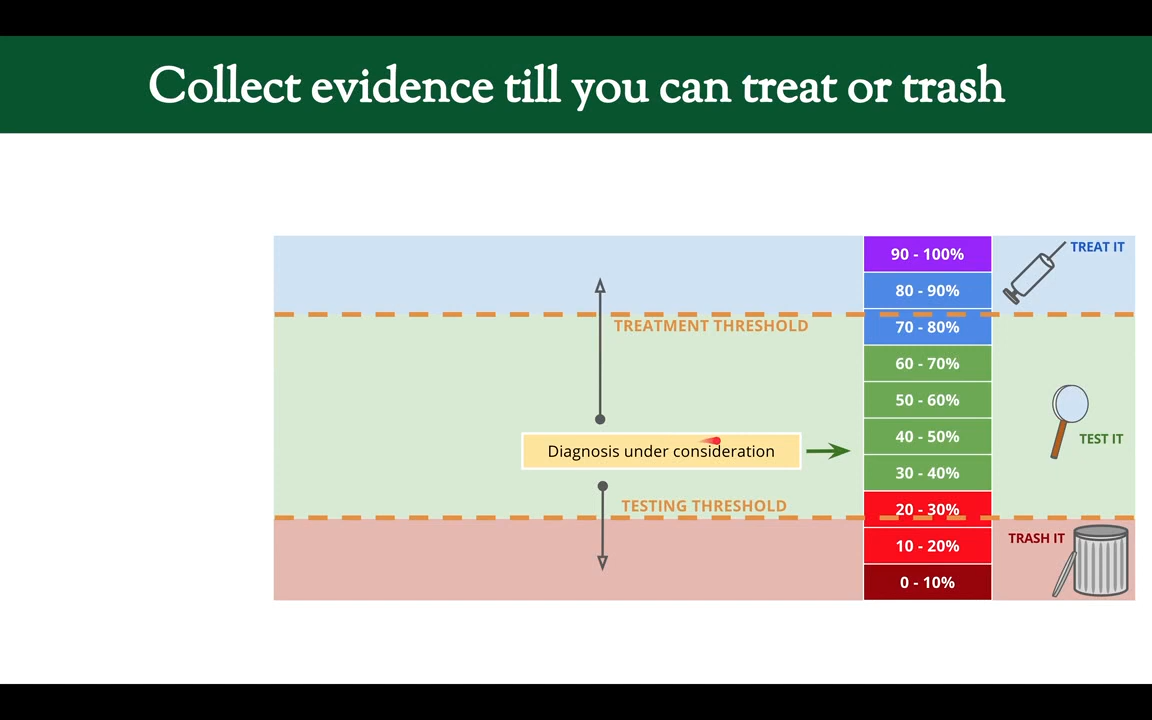 Collect evidence till you can treat or trash
90 - 100%
TREAT IT
80 - 90%
TREATMENT THRESHOLD
70 - 80%
60 - 70%
50 - 60%
40 - 50%
TEST IT
Diagnosis under consideration
30 - 40%
TESTING THRESHOLD
20 - 30%
TRASH IT
10 - 20%
0 - 10%